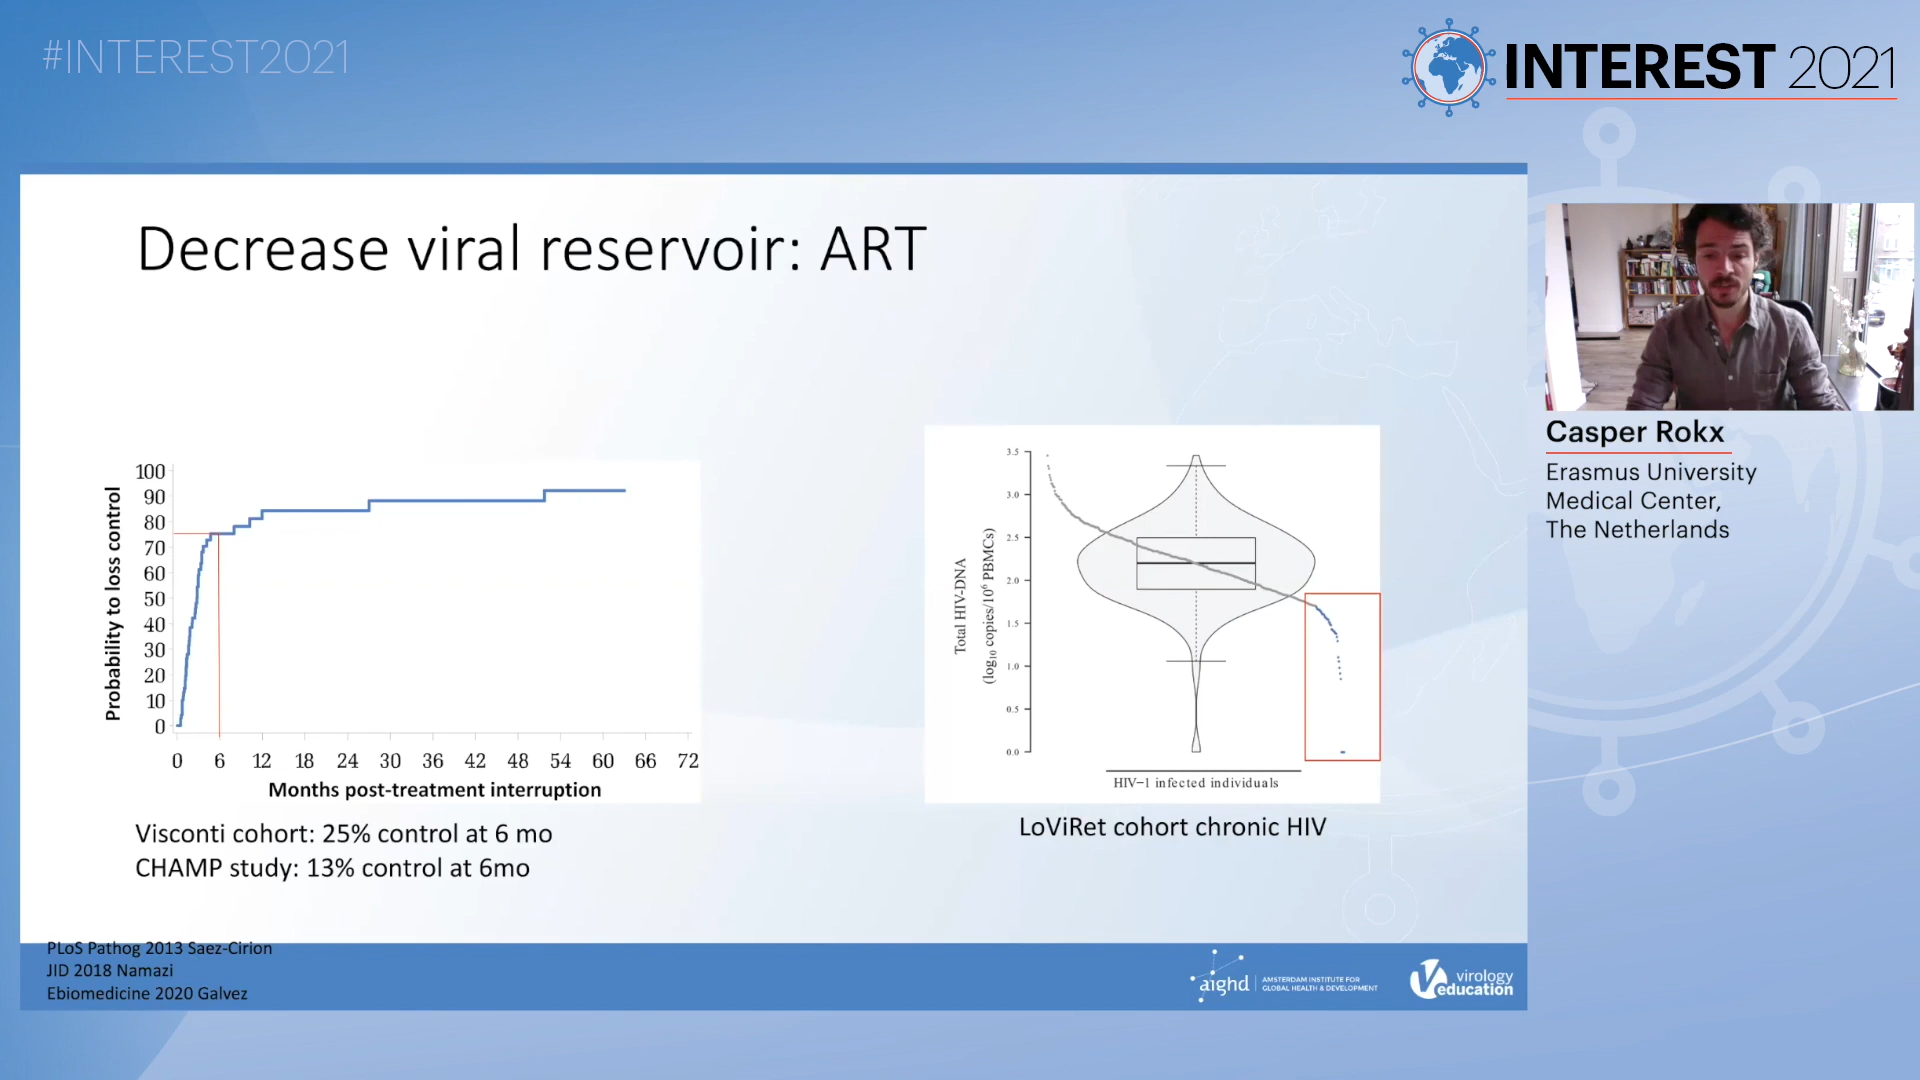 #INTEREST2021
INTEREST 2021
Decrease viral reservoir: ART
Probability to loss control
100
90
80
70
60
50
40
30
20
10
0
0 6 12 18 24 30 36 42 48 54 60 66 72
Months post-treatment interruption
Visconti cohort: 25% control at 6 mo
CHAMP study: 13% control at 6mo
Total HIV-DNA
(log10 copies/10⁶ PBMCs)
3.5
3.0
2.5
2.0
1.5
1.0
0.5
0.0
HIV−1 infected individuals
LoViRet cohort chronic HIV
Casper Rokx
Erasmus University
Medical Center,
The Netherlands
PLoS Pathog 2013 Saez-Cirion
JID 2018 Namazi
Ebiomedicine 2020 Galvez
aighd
AMSTERDAM INSTITUTE FOR
GLOBAL HEALTH & DEVELOPMENT
virology
education